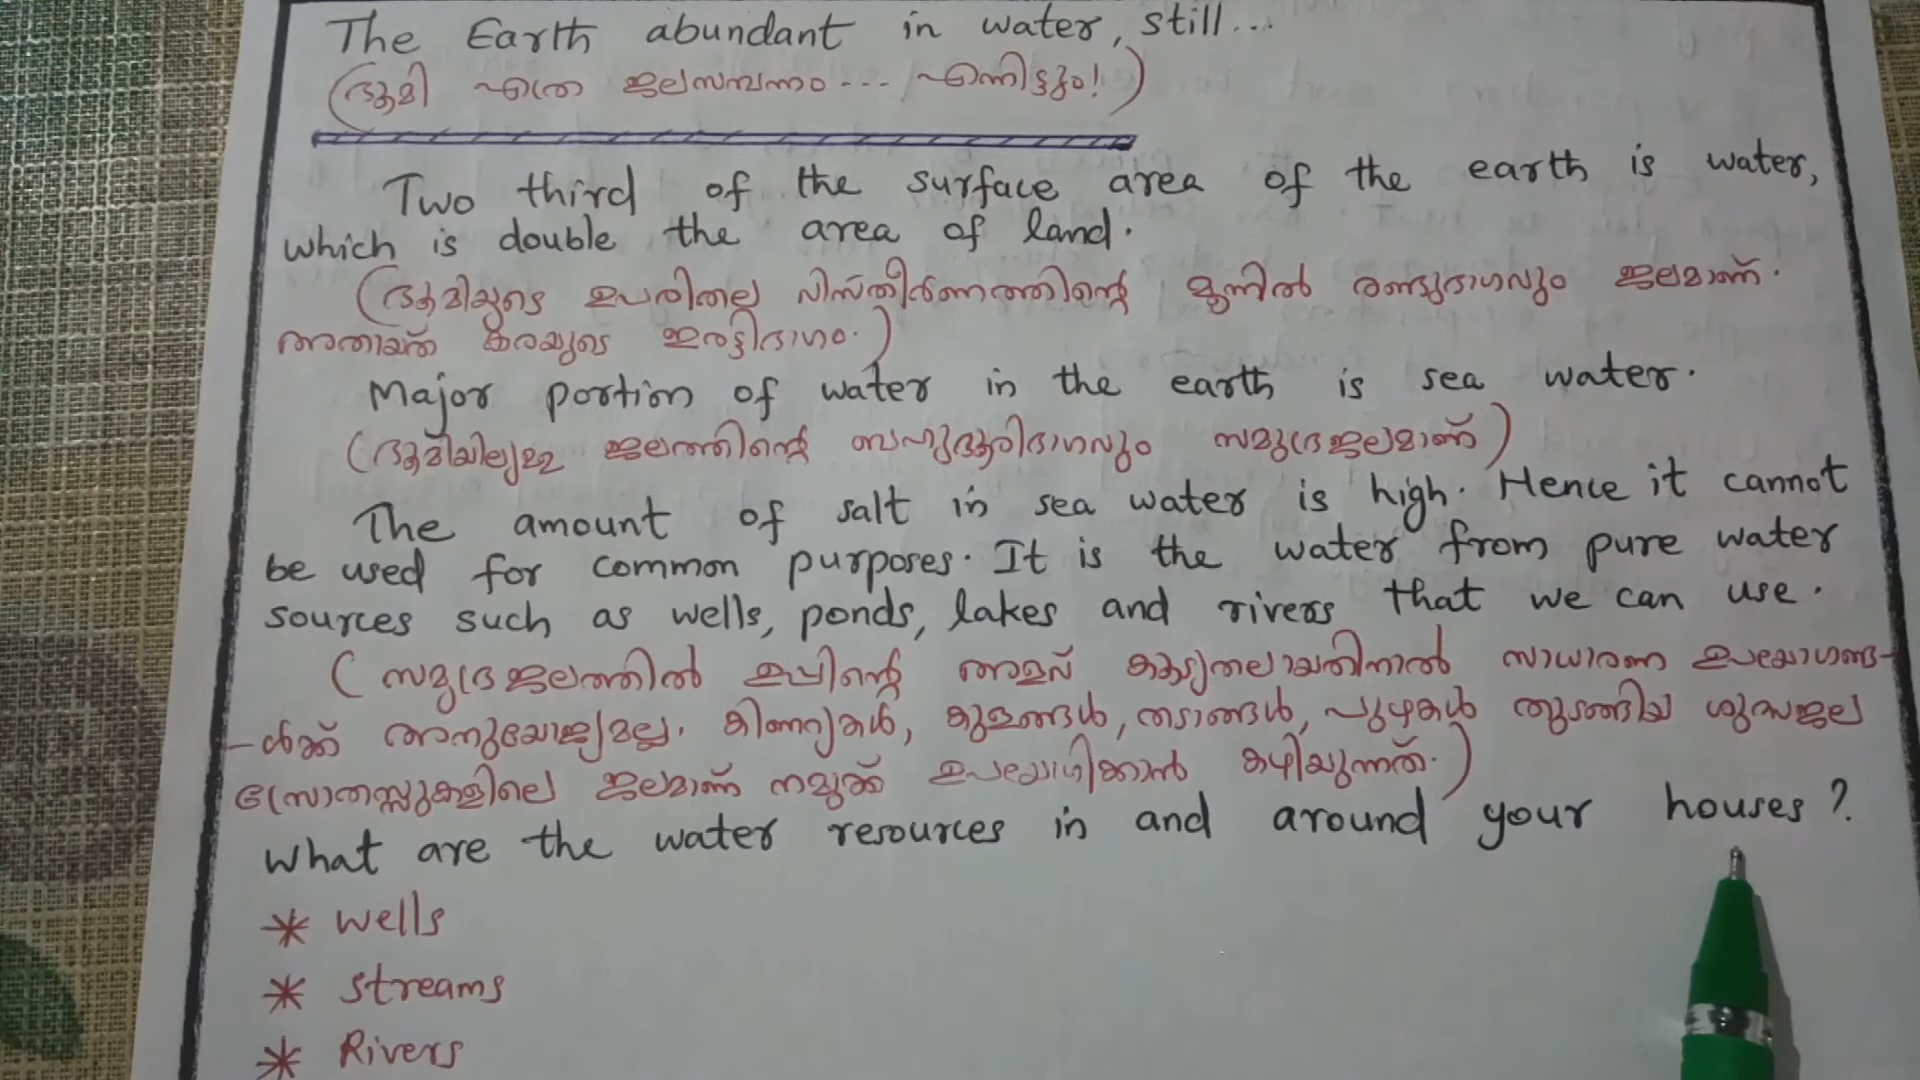 The Earth abundant in water, still...
(ഭൂമി എത്ര ജലസമ്പന്നം--- എന്നിട്ടും!)
Two third of the surface area of the earth is water,
which is double the area of land.
(ഭൂമിയുടെ ഉപരിതല വിസ്തീർണത്തിന്റെ മൂന്നിൽ രണ്ടുഭാഗവും ജലമാണ്.
അതായത് കരയുടെ ഇരട്ടിഭാഗം.)
Major portion of water in the earth is sea water.
(ഭൂമിയിലുള്ള ജലത്തിന്റെ ബഹുഭൂരിഭാഗവും സമുദ്രജലമാണ്)
The amount of salt in sea water is high. Hence it cannot
be used for common purposes. It is the water from pure water
sources such as wells, ponds, lakes and rivers that we can use.
(സമുദ്രജലത്തിൽ ഉപ്പിന്റെ അളവ് കൂടുതലായതിനാൽ സാധാരണ ഉപയോഗങ്ങ-
-ൾക്ക് അനുയോജ്യമല്ല. കിണറുകൾ, കുളങ്ങൾ, തടാങ്ങൾ, പുഴകൾ തുടങ്ങിയ ശുദ്ധജല
സ്രോതസ്സുകളിലെ ജലമാണ് നമുക്ക് ഉപയോഗിക്കാൻ കഴിയുന്നത്.)
What are the water resources in and around your houses?
* Wells
* Streams
* Rivers